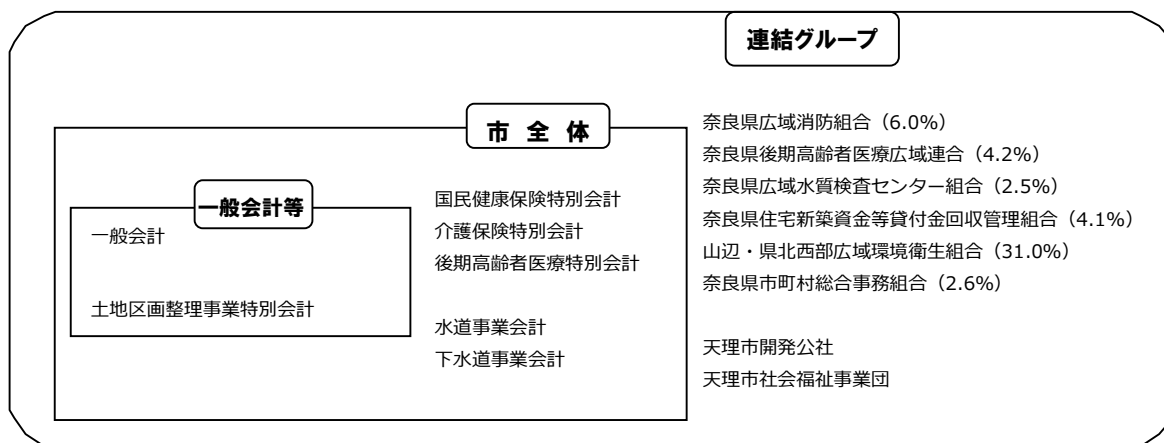 連結グループ
市 全 体
一般会計等
一般会計
土地区画整理事業特別会計
国民健康保険特別会計
介護保険特別会計
後期高齢者医療特別会計
水道事業会計
下水道事業会計
奈良県広域消防組合（6.0%）
奈良県後期高齢者医療広域連合（4.2%）
奈良県広域水質検査センター組合（2.5%）
奈良県住宅新築資金等貸付金回収管理組合（4.1%）
山辺・県北西部広域環境衛生組合（31.0%）
奈良県市町村総合事務組合（2.6%）
天理市開発公社
天理市社会福祉事業団